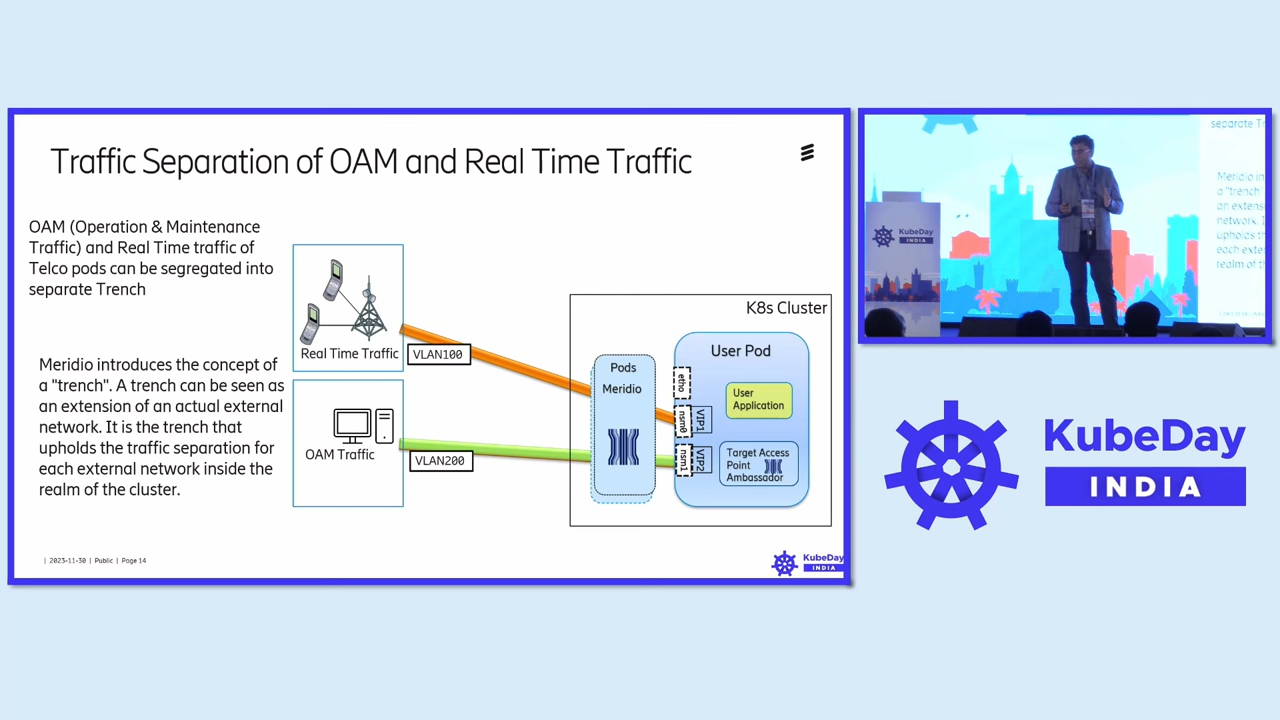 Traffic Separation of OAM and Real Time Traffic
OAM (Operation & Maintenance
Traffic) and Real Time traffic of
Telco pods can be segregated into
separate Trench
Meridio introduces the concept of
a "trench". A trench can be seen as
an extension of an actual external
network. It is the trench that
upholds the traffic separation for
each external network inside the
realm of the cluster.
Real Time Traffic
OAM Traffic
VLAN100
VLAN200
K8s Cluster
Pods
Meridio
User Pod
etho
nsm0
VIP1
nsm1
VIP2
User
Application
Target Access
Point
Ambassador
| 2023-11-30 | Public | Page 14
KubeDay
INDIA
KubeDay
INDIA
separate Tr
Meridio in
a "trench"
an extens
network. I
upholds th
each exte
realm of th
KubeDay
INDIA